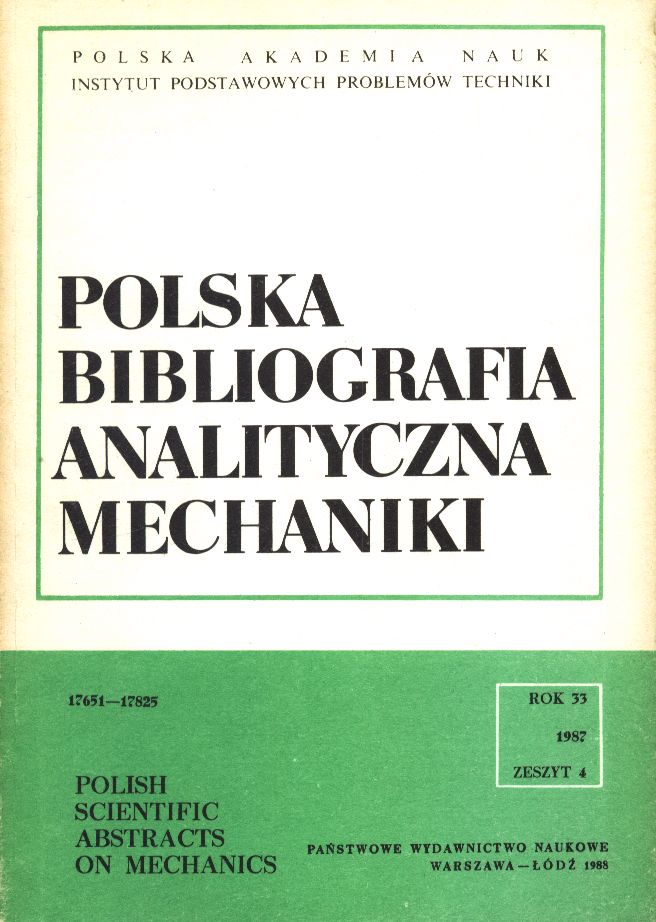 POLSKA AKADEMIA NAUK
INSTYTUT PODSTAWOWYCH PROBLEMÓW TECHNIKI
POLSKA
BIBLIOGRAFIA
ANALITYCZNA
MECHANIKI
17651—17825
ROK 33
1987
ZESZYT 4
POLISH
SCIENTIFIC
ABSTRACTS
ON MECHANICS
PAŃSTWOWE WYDAWNICTWO NAUKOWE
WARSZAWA—ŁÓDŹ 1988